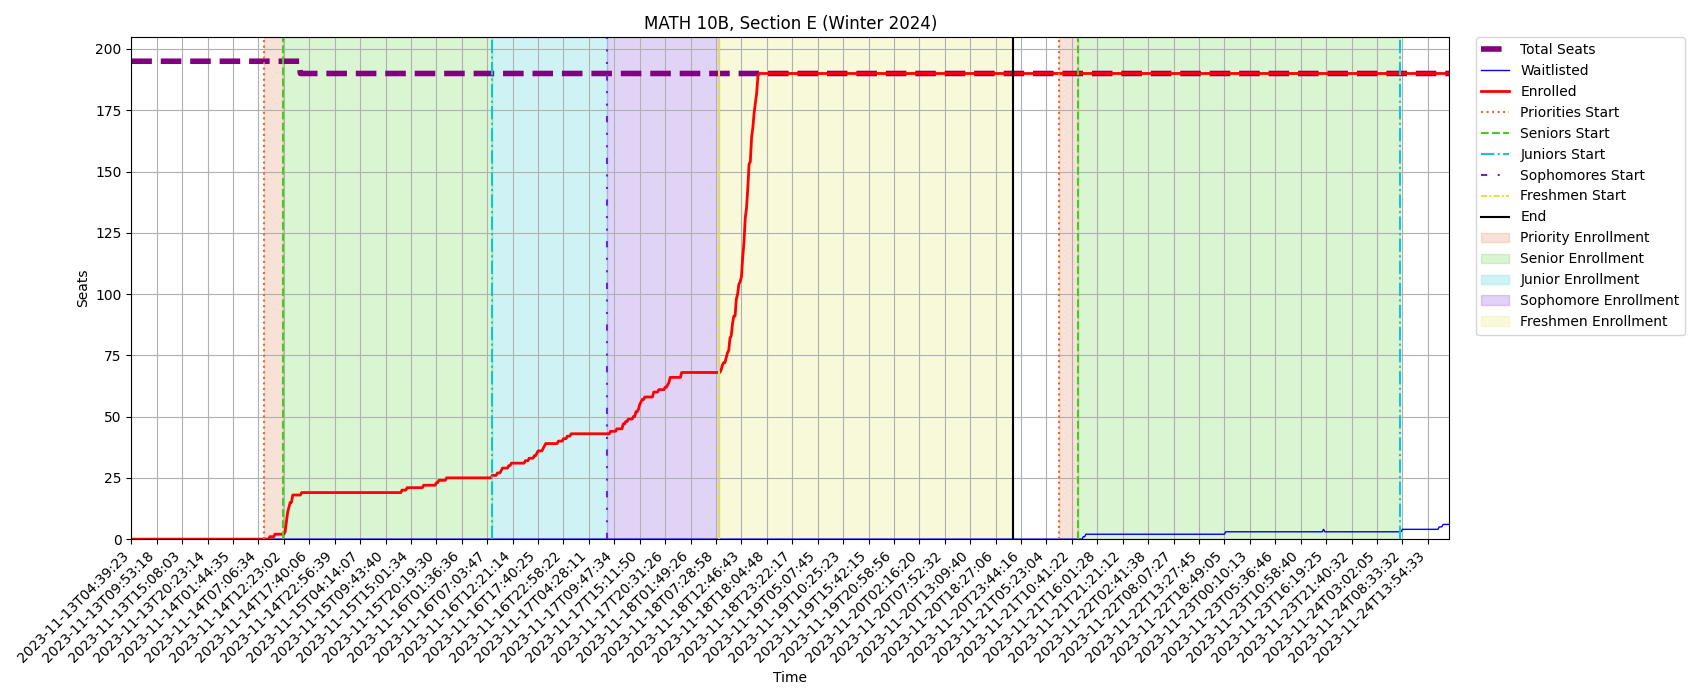 MATH 10B, Section E (Winter 2024)
Seats
200
175
150
125
100
75
50
25
0
2023-11-13T04:39:23
2023-11-13T09:53:18
2023-11-13T15:08:03
2023-11-13T20:23:14
2023-11-14T01:44:35
2023-11-14T07:06:34
2023-11-14T12:23:02
2023-11-14T17:40:06
2023-11-14T22:56:39
2023-11-15T04:14:07
2023-11-15T09:43:40
2023-11-15T15:01:34
2023-11-15T20:19:30
2023-11-16T01:36:36
2023-11-16T07:03:47
2023-11-16T12:21:14
2023-11-16T17:40:25
2023-11-16T22:58:22
2023-11-17T04:28:11
2023-11-17T09:47:34
2023-11-17T15:11:50
2023-11-17T20:31:26
2023-11-18T01:49:26
2023-11-18T07:28:58
2023-11-18T12:46:43
2023-11-18T18:04:48
2023-11-18T23:22:17
2023-11-19T05:07:45
2023-11-19T10:25:23
2023-11-19T15:42:15
2023-11-19T20:58:56
2023-11-20T02:16:20
2023-11-20T07:52:32
2023-11-20T13:09:40
2023-11-20T18:27:06
2023-11-20T23:44:16
2023-11-21T05:23:04
2023-11-21T10:41:22
2023-11-21T16:01:28
2023-11-21T21:21:12
2023-11-22T02:41:38
2023-11-22T08:07:27
2023-11-22T13:27:45
2023-11-22T18:49:05
2023-11-23T00:10:13
2023-11-23T05:36:46
2023-11-23T10:58:40
2023-11-23T16:19:25
2023-11-23T21:40:32
2023-11-24T03:02:05
2023-11-24T08:33:32
2023-11-24T13:54:33
Time
Total Seats
Waitlisted
Enrolled
Priorities Start
Seniors Start
Juniors Start
Sophomores Start
Freshmen Start
End
Priority Enrollment
Senior Enrollment
Junior Enrollment
Sophomore Enrollment
Freshmen Enrollment